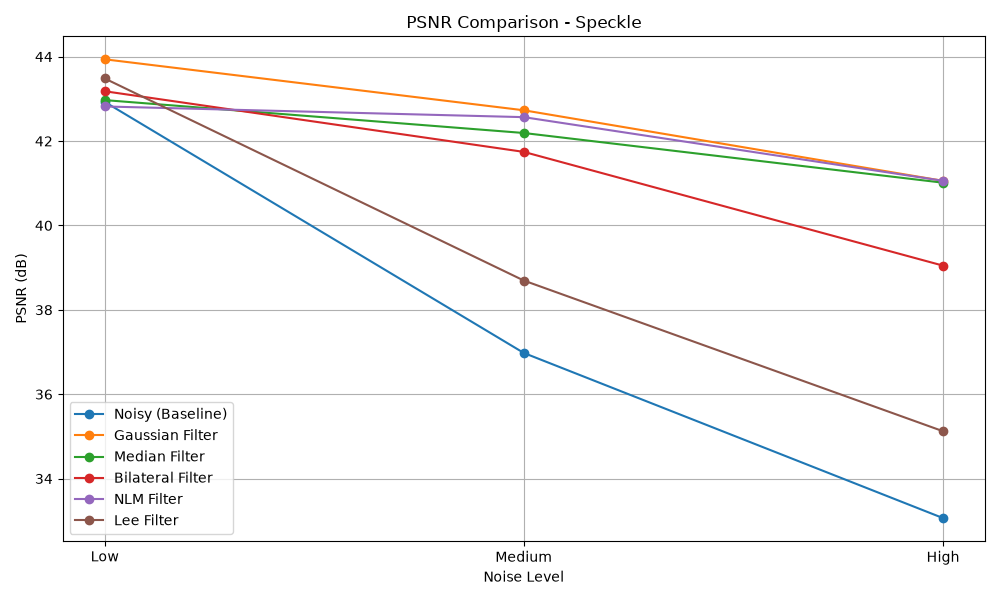 PSNR Comparison - Speckle
PSNR (dB)
44
42
40
38
36
34
Noisy (Baseline)
Gaussian Filter
Median Filter
Bilateral Filter
NLM Filter
Lee Filter
Low Medium High
Noise Level